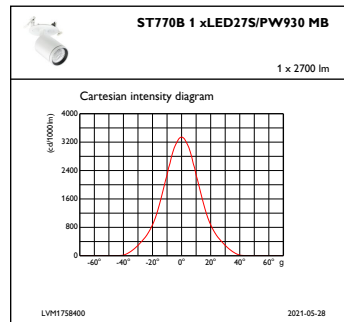 ST770B 1 xLED27S/PW930 MB
1 x 2700 lm
Cartesian intensity diagram
(cd/1000lm)
4000
3200
2400
1600
800
0
-60° -40° -20° 0° 20° 40° 60° g
LVM1758400 2021-05-28